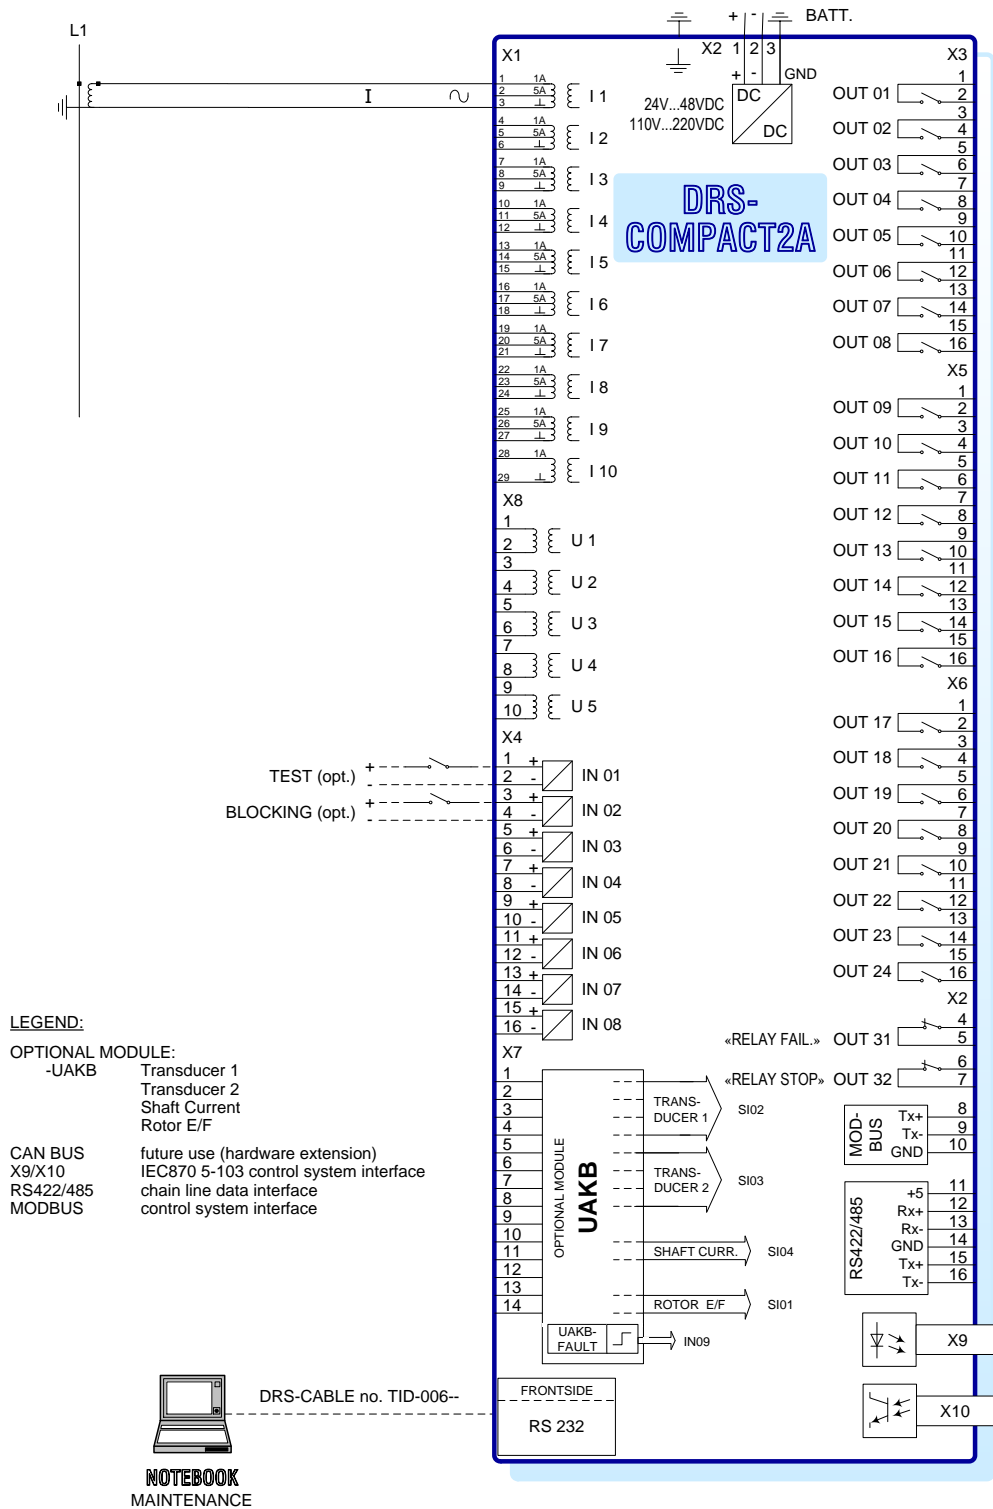 L1
I
+ - BATT.
X1
X2 1 2 3
+ - GND
24V...48VDC
110V...220VDC
DC
DC
DRS-
COMPACT2A
1 1A
2 5A
3
I 1
4 1A
5 5A
6
I 2
7 1A
8 5A
9
I 3
10 1A
11 5A
12
I 4
13 1A
14 5A
15
I 5
16 1A
17 5A
18
I 6
19 1A
20 5A
21
I 7
22 1A
23 5A
24
I 8
25 1A
26 5A
27
I 9
28 1A
29
I 10
X8
1
2
U 1
3
4
U 2
5
6
U 3
7
8
U 4
9
10
U 5
X4
TEST (opt.) + -
1 +
2 -
IN 01
BLOCKING (opt.) + -
3 +
4 -
IN 02
5 +
6 -
IN 03
7 +
8 -
IN 04
9 +
10 -
IN 05
11 +
12 -
IN 06
13 +
14 -
IN 07
15 +
16 -
IN 08
X7
1
2
3
4
5
6
7
8
9
10
11
12
13
14
OPTIONAL MODULE
UAKB
TRANS-
DUCER 1
SI02
TRANS-
DUCER 2
SI03
SHAFT CURR. SI04
ROTOR E/F SI01
UAKB-
FAULT
IN09
FRONTSIDE
RS 232
X3
OUT 01 1
2
OUT 02 3
4
OUT 03 5
6
OUT 04 7
8
OUT 05 9
10
OUT 06 11
12
OUT 07 13
14
OUT 08 15
16
X5
OUT 09 1
2
OUT 10 3
4
OUT 11 5
6
OUT 12 7
8
OUT 13 9
10
OUT 14 11
12
OUT 15 13
14
OUT 16 15
16
X6
OUT 17 1
2
OUT 18 3
4
OUT 19 5
6
OUT 20 7
8
OUT 21 9
10
OUT 22 11
12
OUT 23 13
14
OUT 24 15
16
X2
«RELAY FAIL.» OUT 31 4
5
«RELAY STOP» OUT 32 6
7
MOD-
BUS
Tx+ 8
Tx- 9
GND 10
RS422/485
+5 11
Rx+ 12
Rx- 13
GND 14
Tx+ 15
Tx- 16
X9
X10
LEGEND:
OPTIONAL MODULE:
-UAKB Transducer 1
Transducer 2
Shaft Current
Rotor E/F
CAN BUS future use (hardware extension)
X9/X10 IEC870 5-103 control system interface
RS422/485 chain line data interface
MODBUS control system interface
DRS-CABLE no. TID-006--
NOTEBOOK
MAINTENANCE